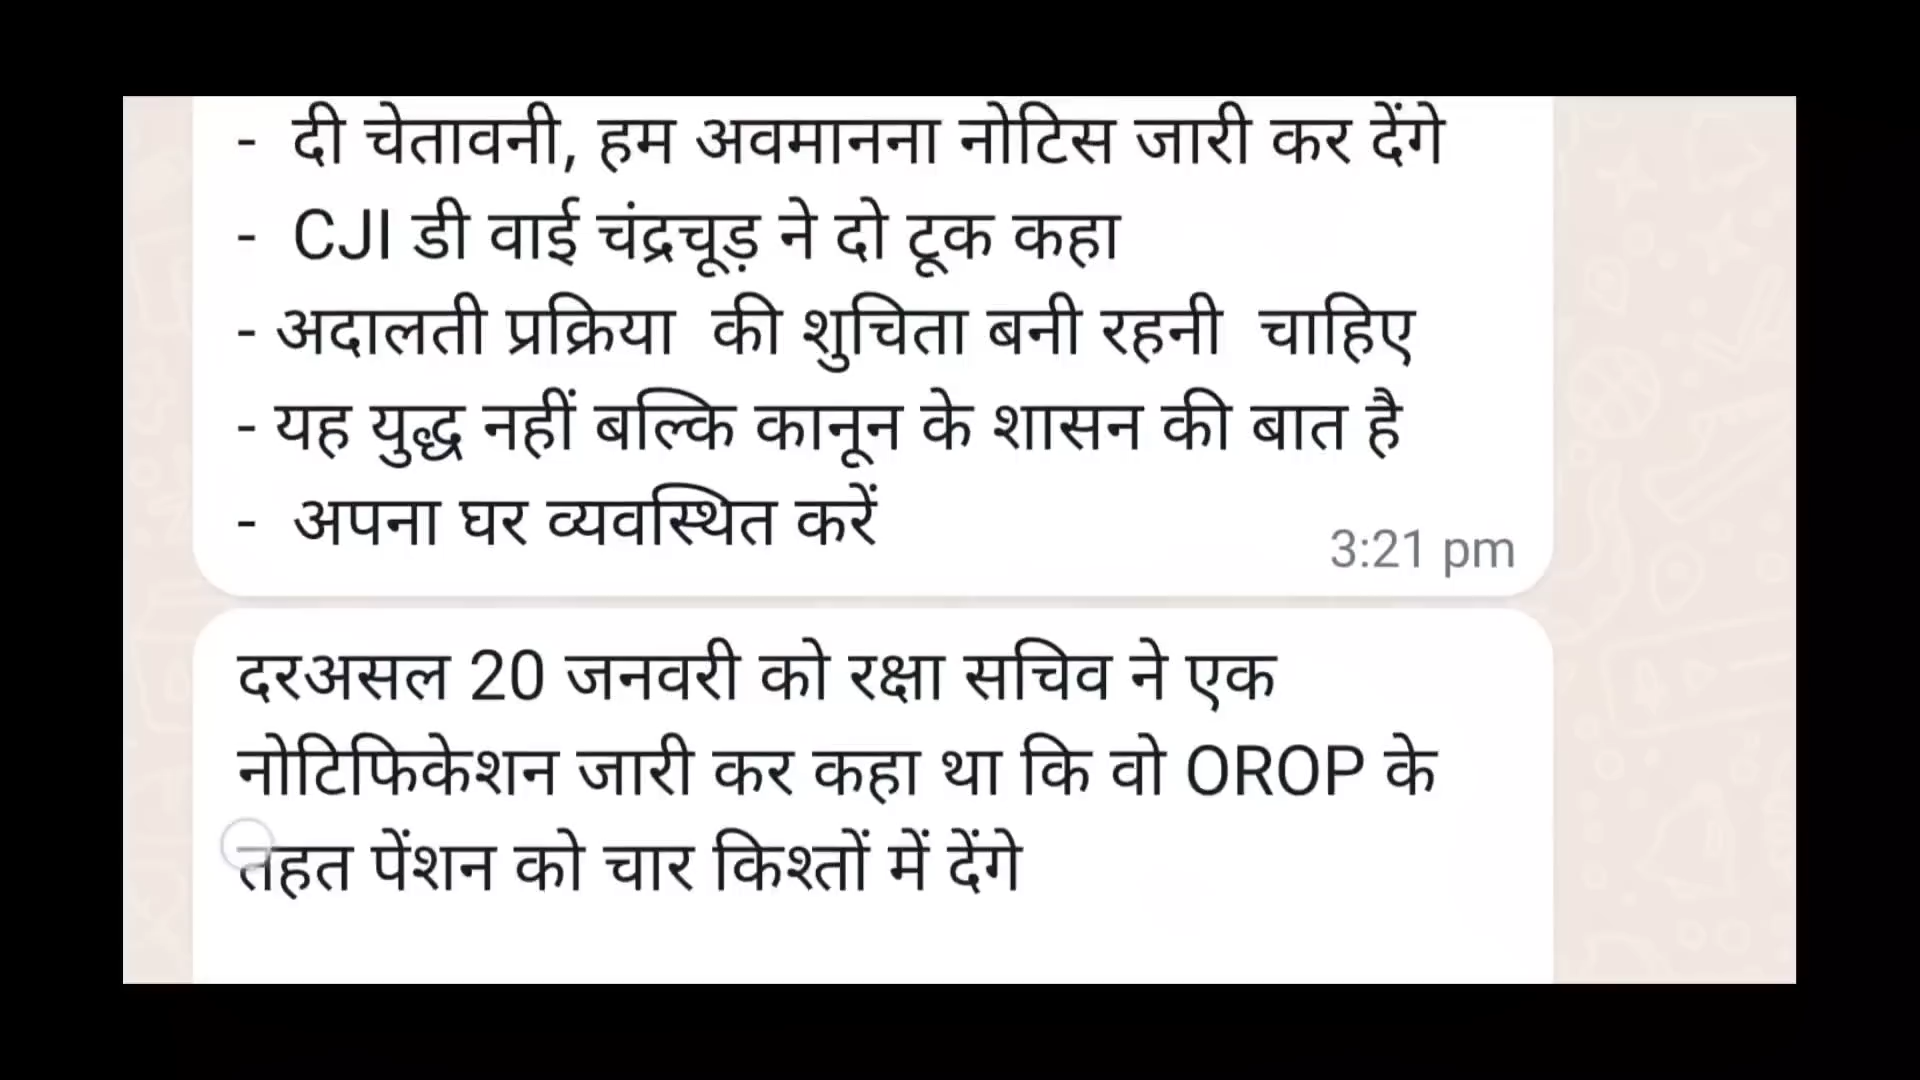 - दी चेतावनी, हम अवमानना नोटिस जारी कर देंगे
- CJI डी वाई चंद्रचूड़ ने दो टूक कहा
- अदालती प्रक्रिया की शुचिता बनी रहनी चाहिए
- यह युद्ध नहीं बल्कि कानून के शासन की बात है
- अपना घर व्यवस्थित करें
3:21 pm
दरअसल 20 जनवरी को रक्षा सचिव ने एक
नोटिफिकेशन जारी कर कहा था कि वो OROP के
तहत पेंशन को चार किश्तों में देंगे